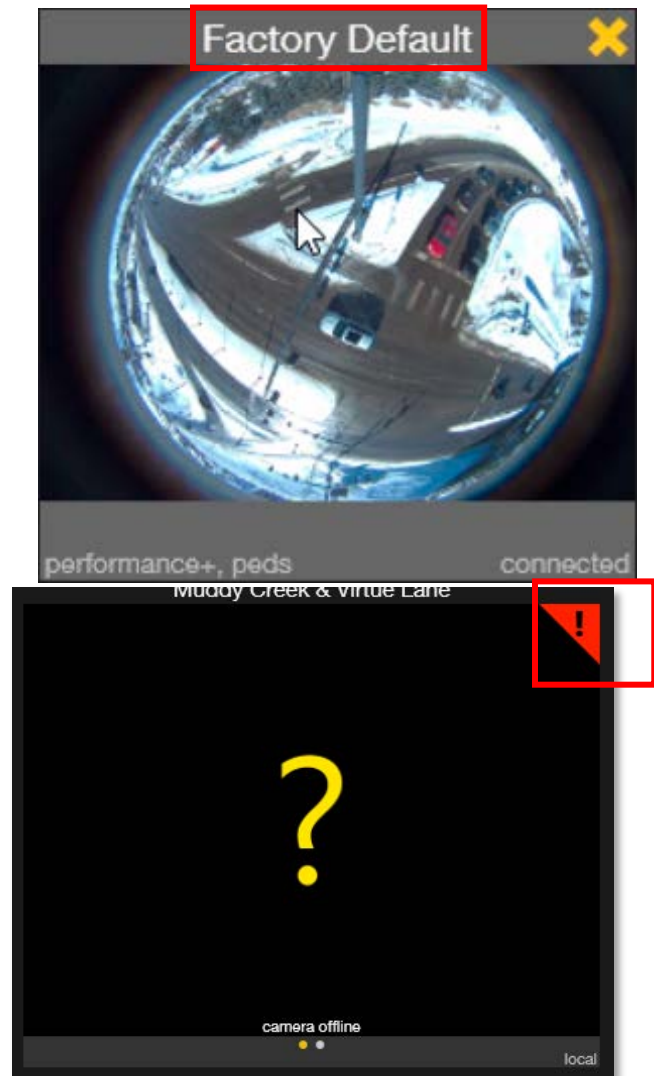 Factory Default
performance+, peds connected
Muddy Creek & Virtue Lane
!
?
camera offline
local